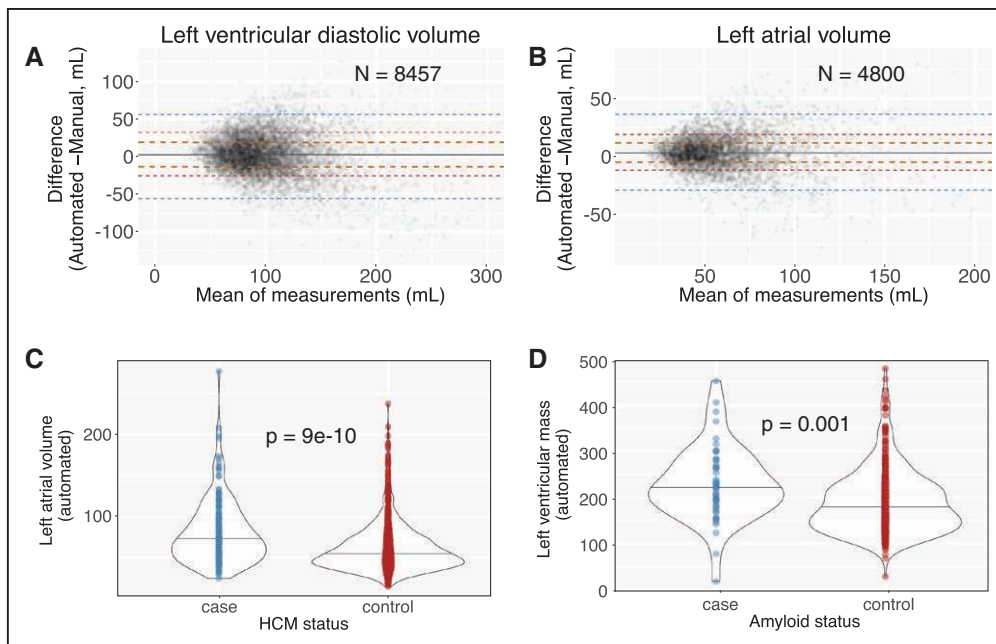 A
Left ventricular diastolic volume
N = 8457
Difference
(Automated –Manual, mL)
100
50
0
-50
-100
0
100
200
300
Mean of measurements (mL)
B
Left atrial volume
N = 4800
Difference
(Automated –Manual, mL)
50
0
-50
50
100
150
200
Mean of measurements (mL)
C
p = 9e-10
Left atrial volume
(automated)
200
100
case
control
HCM status
D
p = 0.001
Left ventricular mass
(automated)
500
400
300
200
100
0
case
control
Amyloid status